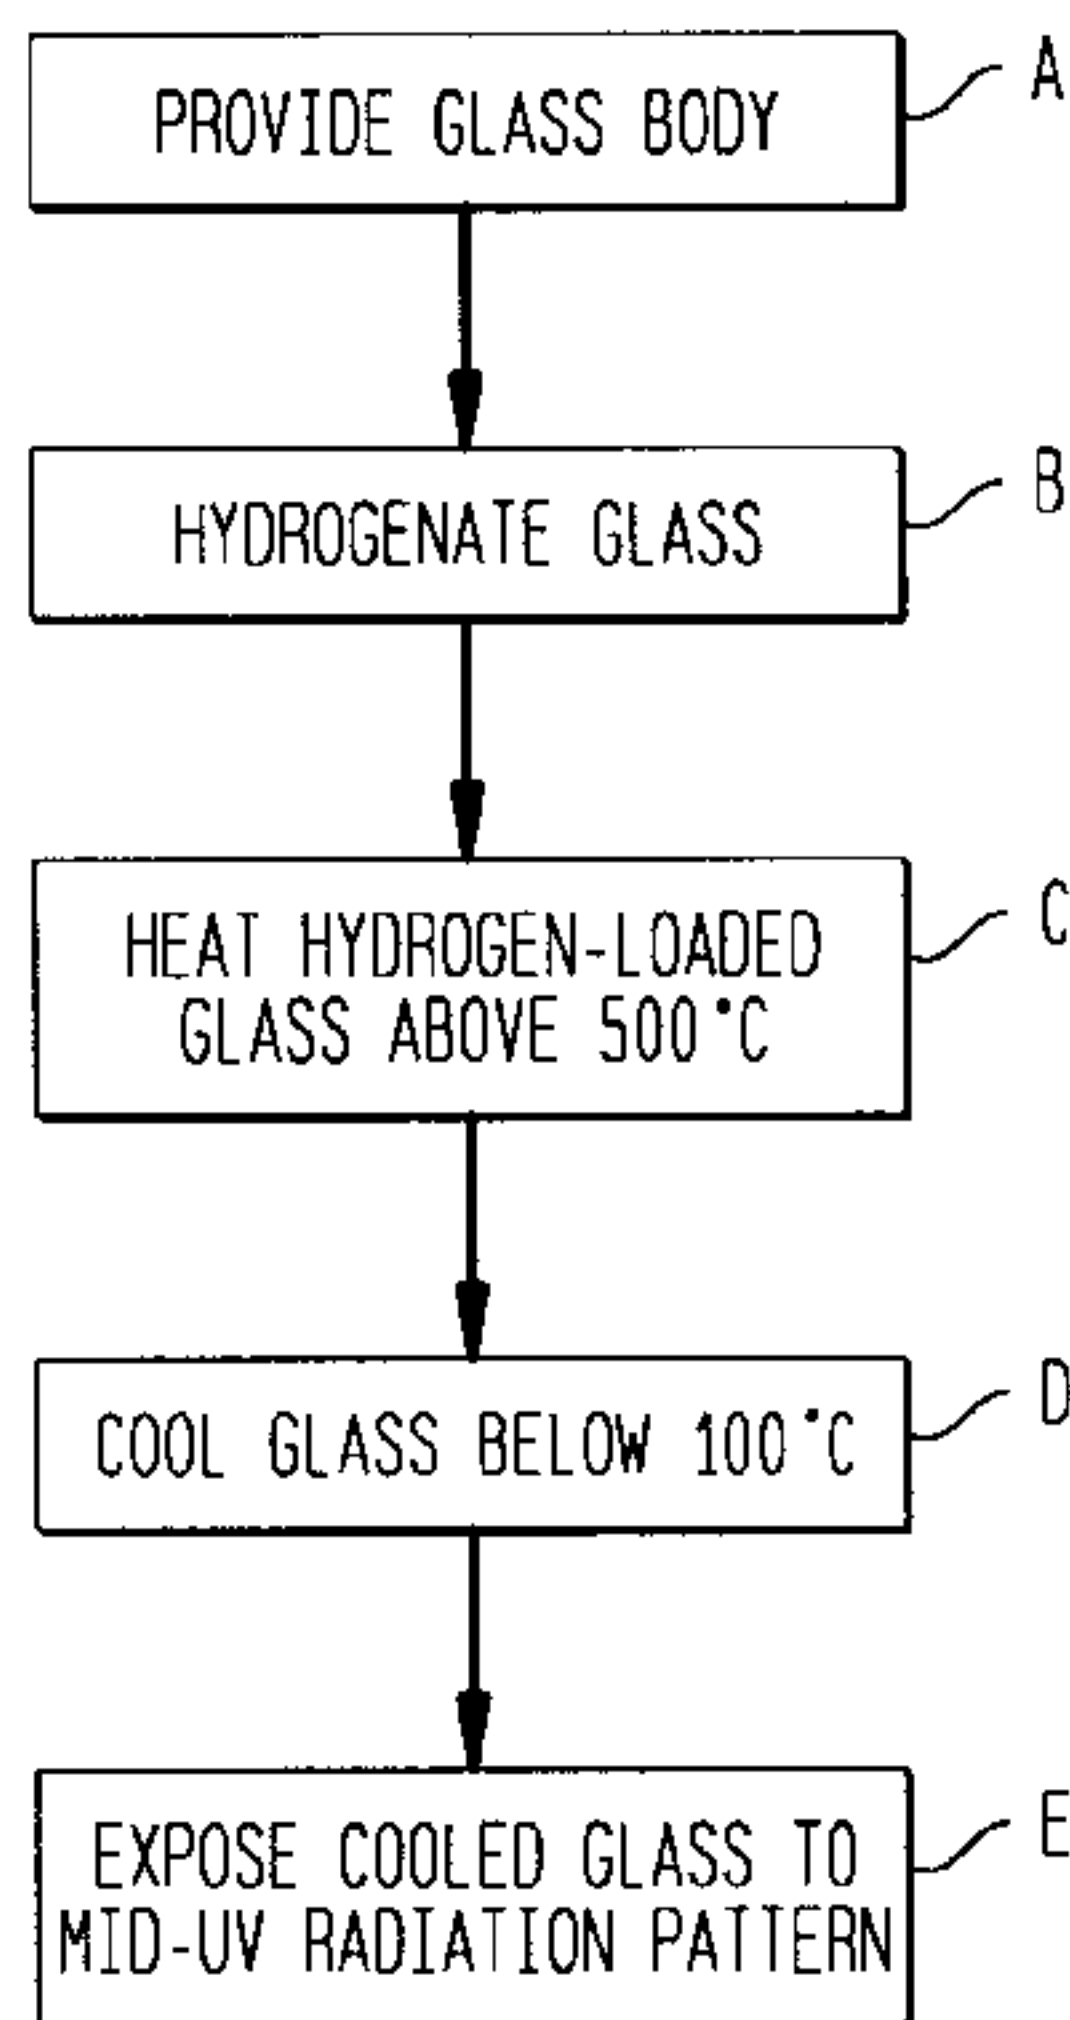 PROVIDE GLASS BODY
A
HYDROGENATE GLASS
B
HEAT HYDROGEN-LOADED
GLASS ABOVE 500°C
C
COOL GLASS BELOW 100°C
D
EXPOSE COOLED GLASS TO
MID-UV RADIATION PATTERN
E